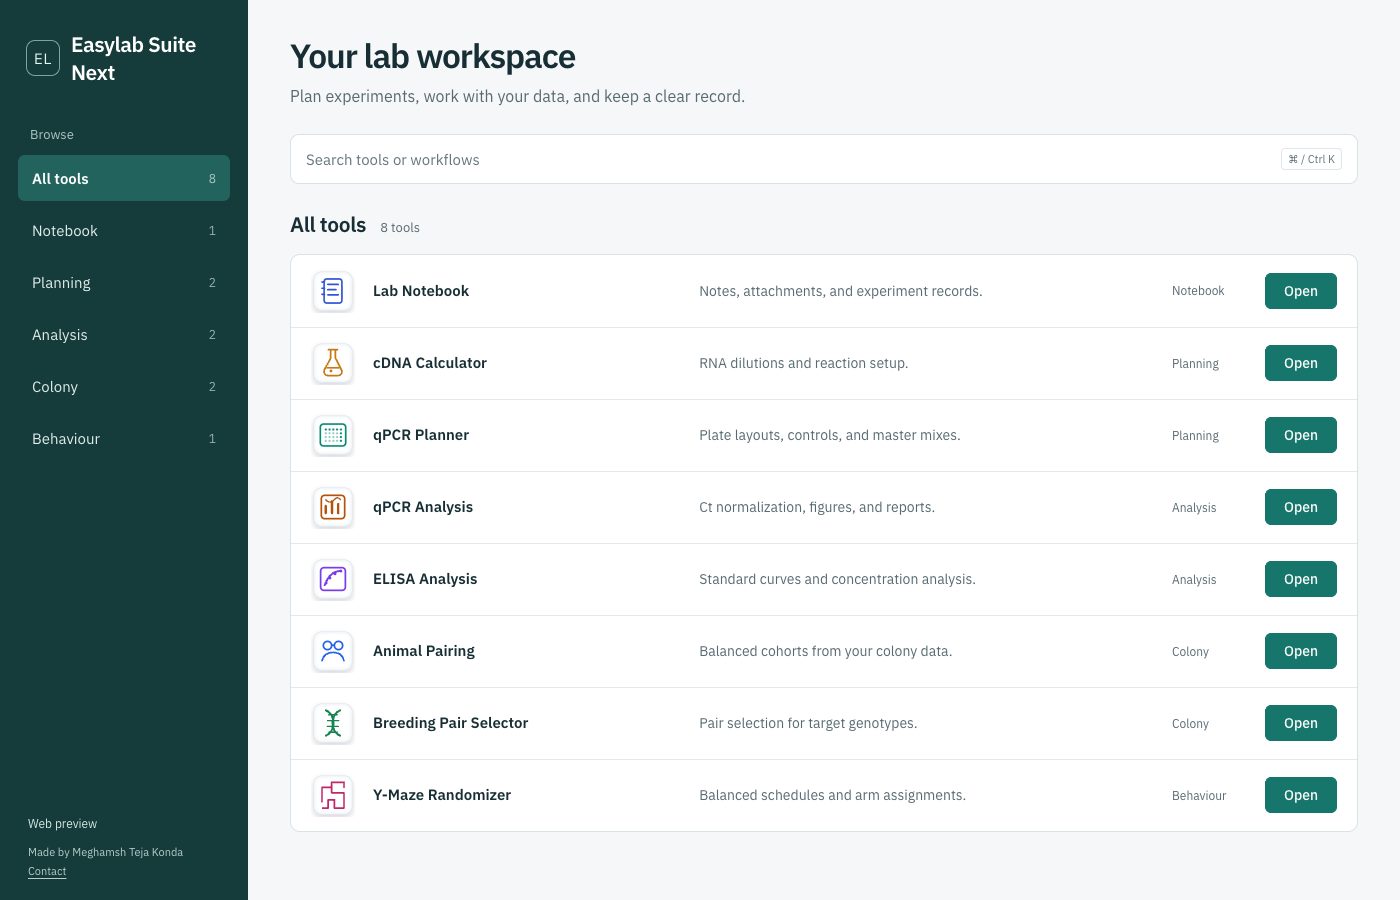 EL
Easylab Suite
Next
Browse
All tools 8
Notebook 1
Planning 2
Analysis 2
Colony 2
Behaviour 1
Web preview
Made by Meghamsh Teja Konda
Contact
Your lab workspace
Plan experiments, work with your data, and keep a clear record.
Search tools or workflows ⌘ / Ctrl K
All tools 8 tools
Lab Notebook Notes, attachments, and experiment records. Notebook Open
cDNA Calculator RNA dilutions and reaction setup. Planning Open
qPCR Planner Plate layouts, controls, and master mixes. Planning Open
qPCR Analysis Ct normalization, figures, and reports. Analysis Open
ELISA Analysis Standard curves and concentration analysis. Analysis Open
Animal Pairing Balanced cohorts from your colony data. Colony Open
Breeding Pair Selector Pair selection for target genotypes. Colony Open
Y-Maze Randomizer Balanced schedules and arm assignments. Behaviour Open